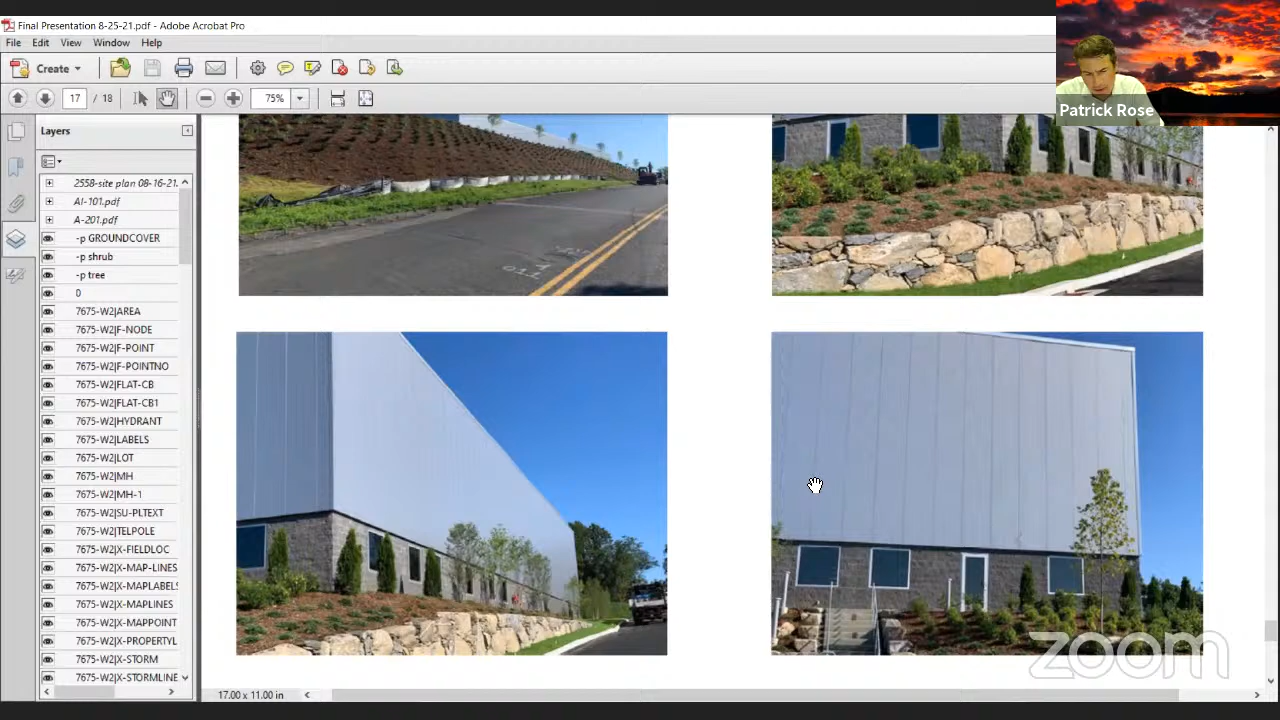 Final Presentation 8-25-21.pdf - Adobe Acrobat Pro
File Edit View Window Help
Create
17 / 18 75%
Patrick Rose
Layers
2558-site plan 08-16-21.
AI-101.pdf
A-201.pdf
-p GROUNDCOVER
-p shrub
-p tree
0
7675-W2|AREA
7675-W2|F-NODE
7675-W2|F-POINT
7675-W2|F-POINTNO
7675-W2|FLAT-CB
7675-W2|FLAT-CB1
7675-W2|HYDRANT
7675-W2|LABELS
7675-W2|LOT
7675-W2|MH
7675-W2|MH-1
7675-W2|SU-PLTEXT
7675-W2|TELPOLE
7675-W2|X-FIELDLOC
7675-W2|X-MAP-LINES
7675-W2|X-MAPLABELS
7675-W2|X-MAPLINES
7675-W2|X-MAPPOINT
7675-W2|X-PROPERTYL
7675-W2|X-STORM
7675-W2|X-STORMLINE
17.00 x 11.00 in
zoom